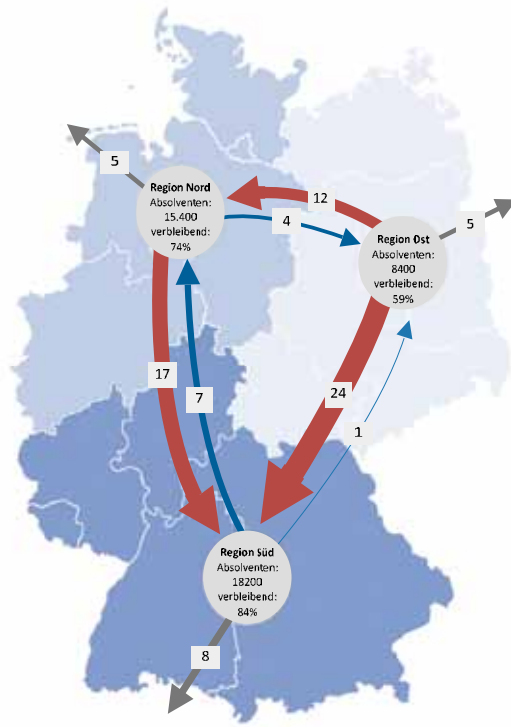 5
Region Nord
Absolventen:
15.400
verbleibend:
74%
12
4
5
Region Ost
Absolventen:
8400
verbleibend:
59%
17
7
24
1
Region Süd
Absolventen:
18200
verbleibend:
84%
8